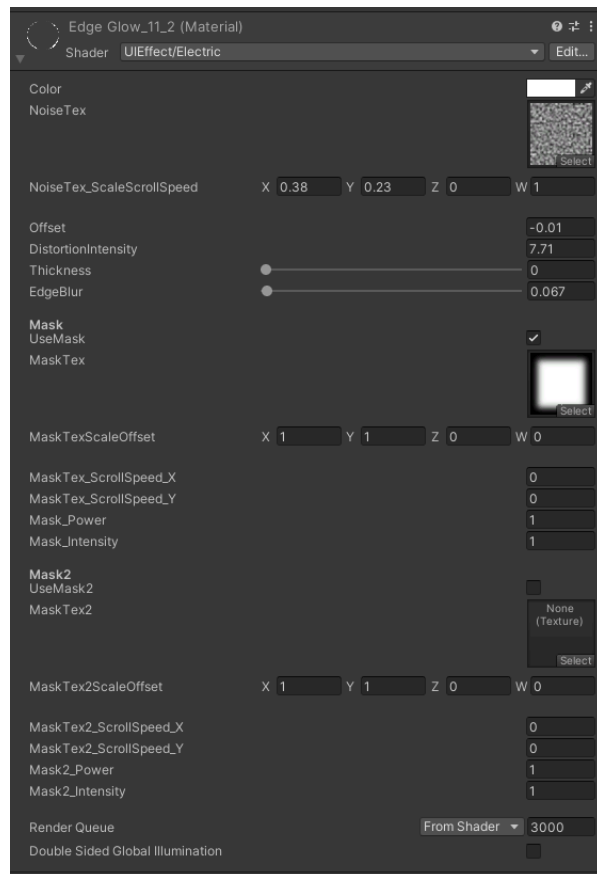 Edge Glow_11_2 (Material)
Shader UIEffect/Electric Edit...
Color
NoiseTex
Select
NoiseTex_ScaleScrollSpeed X 0.38 Y 0.23 Z 0 W 1
Offset -0.01
DistortionIntensity 7.71
Thickness 0
EdgeBlur 0.067
Mask
UseMask
MaskTex
Select
MaskTexScaleOffset X 1 Y 1 Z 0 W 0
MaskTex_ScrollSpeed_X 0
MaskTex_ScrollSpeed_Y 0
Mask_Power 1
Mask_Intensity 1
Mask2
UseMask2
MaskTex2 None
(Texture)
Select
MaskTex2ScaleOffset X 1 Y 1 Z 0 W 0
MaskTex2_ScrollSpeed_X 0
MaskTex2_ScrollSpeed_Y 0
Mask2_Power 1
Mask2_Intensity 1
Render Queue From Shader 3000
Double Sided Global Illumination